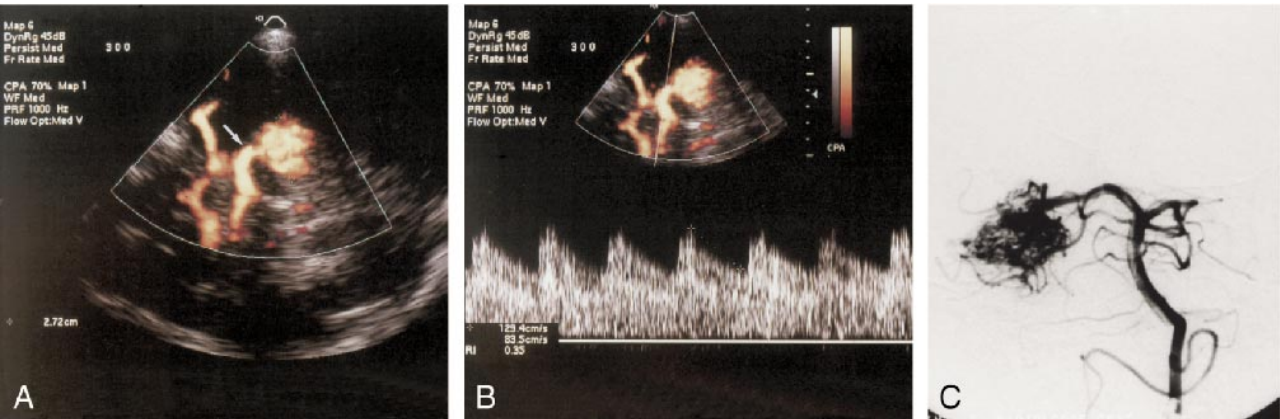 Map 6
DynRg 45dB
Persist Med
Fr Rate Med
300
CPA 70% Map 1
WF Med
PRF 1000 Hz
Flow Opt:Med V
2.72cm
A
Map 6
DynRg 45dB
Persist Med
Fr Rate Med
300
CPA 70% Map 1
WF Med
PRF 1000 Hz
Flow Opt:Med V
CPA
129.4cm/s
83.5cm/s
RI 0.35
B
C